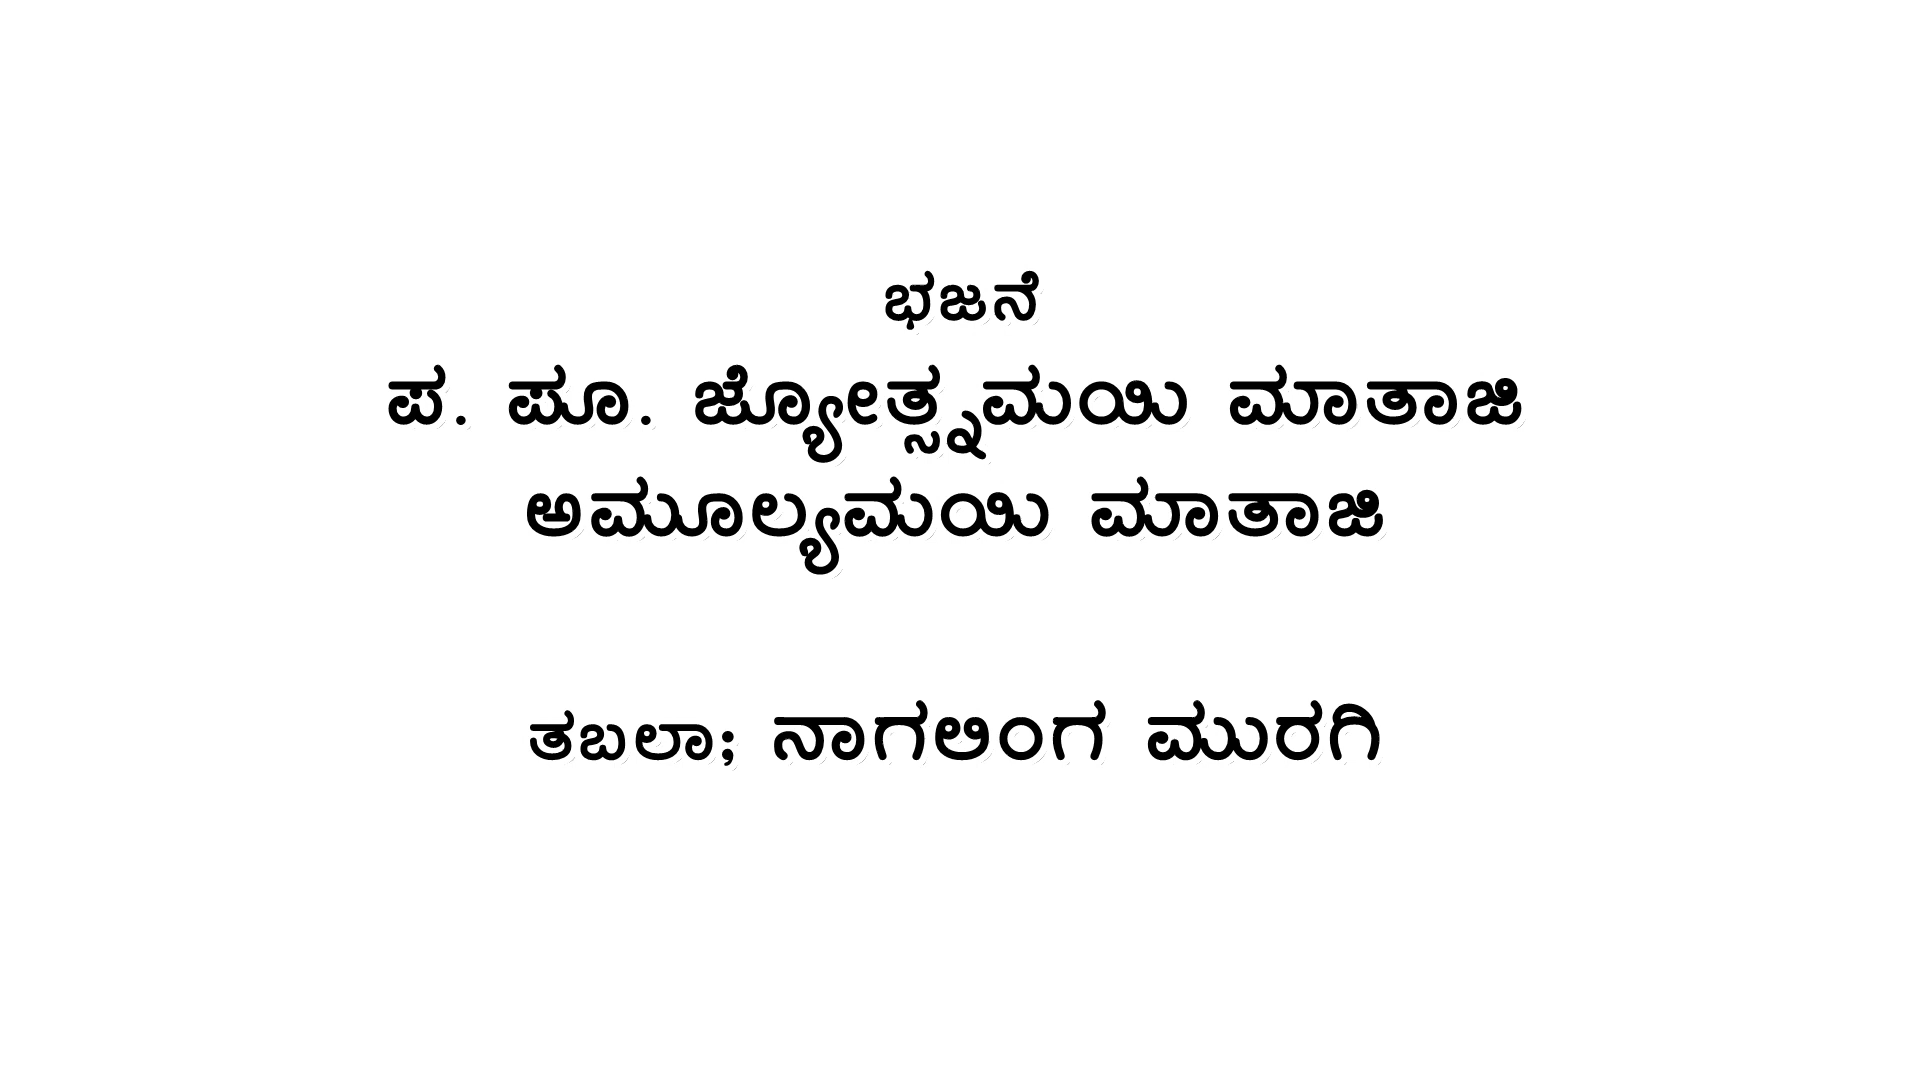 ಭಜನೆ
ಪ. ಪೂ. ಜ್ಯೋತ್ಸ್ನಮಯಿ ಮಾತಾಜಿ
ಅಮೂಲ್ಯಮಯಿ ಮಾತಾಜಿ
ತಬಲಾ; ನಾಗಲಿಂಗ ಮುರಗಿ